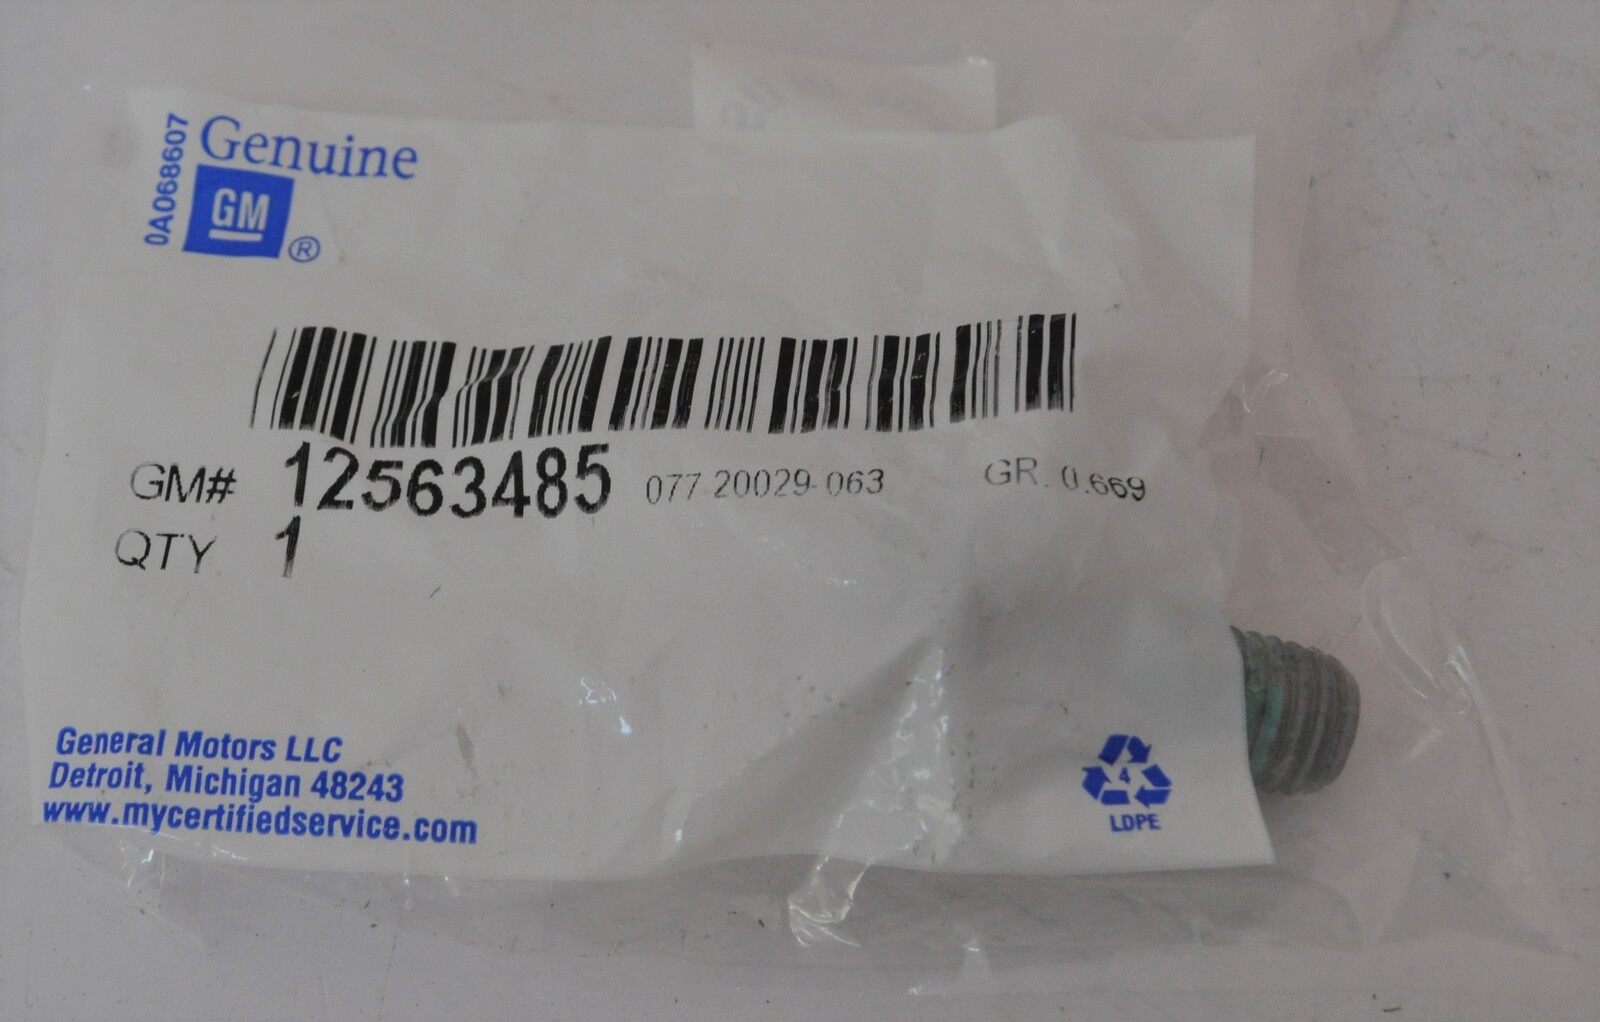 0A068607
Genuine
GM
®
GM# 12563485 077-20029-063 GR. 0.669
QTY 1
General Motors LLC
Detroit, Michigan 48243
www.mycertifiedservice.com
4
LDPE